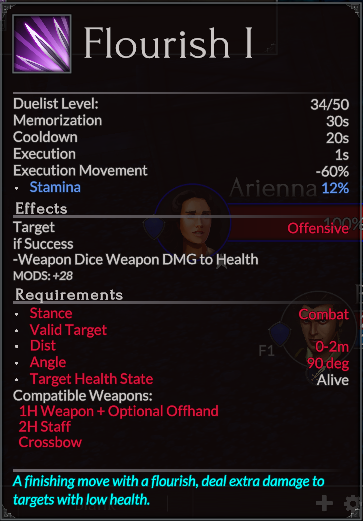 Flourish I
Duelist Level: 34/50
Memorization 30s
Cooldown 20s
Execution 1s
Execution Movement -60%
• Stamina 12%
Effects
Target Offensive
if Success
-Weapon Dice Weapon DMG to Health
MODS: +28
Requirements
• Stance Combat
• Valid Target
• Dist 0-2m
• Angle 90 deg
• Target Health State Alive
Compatible Weapons:
1H Weapon + Optional Offhand
2H Staff
Crossbow
A finishing move with a flourish, deal extra damage to
targets with low health.
Arienna
100%
F1